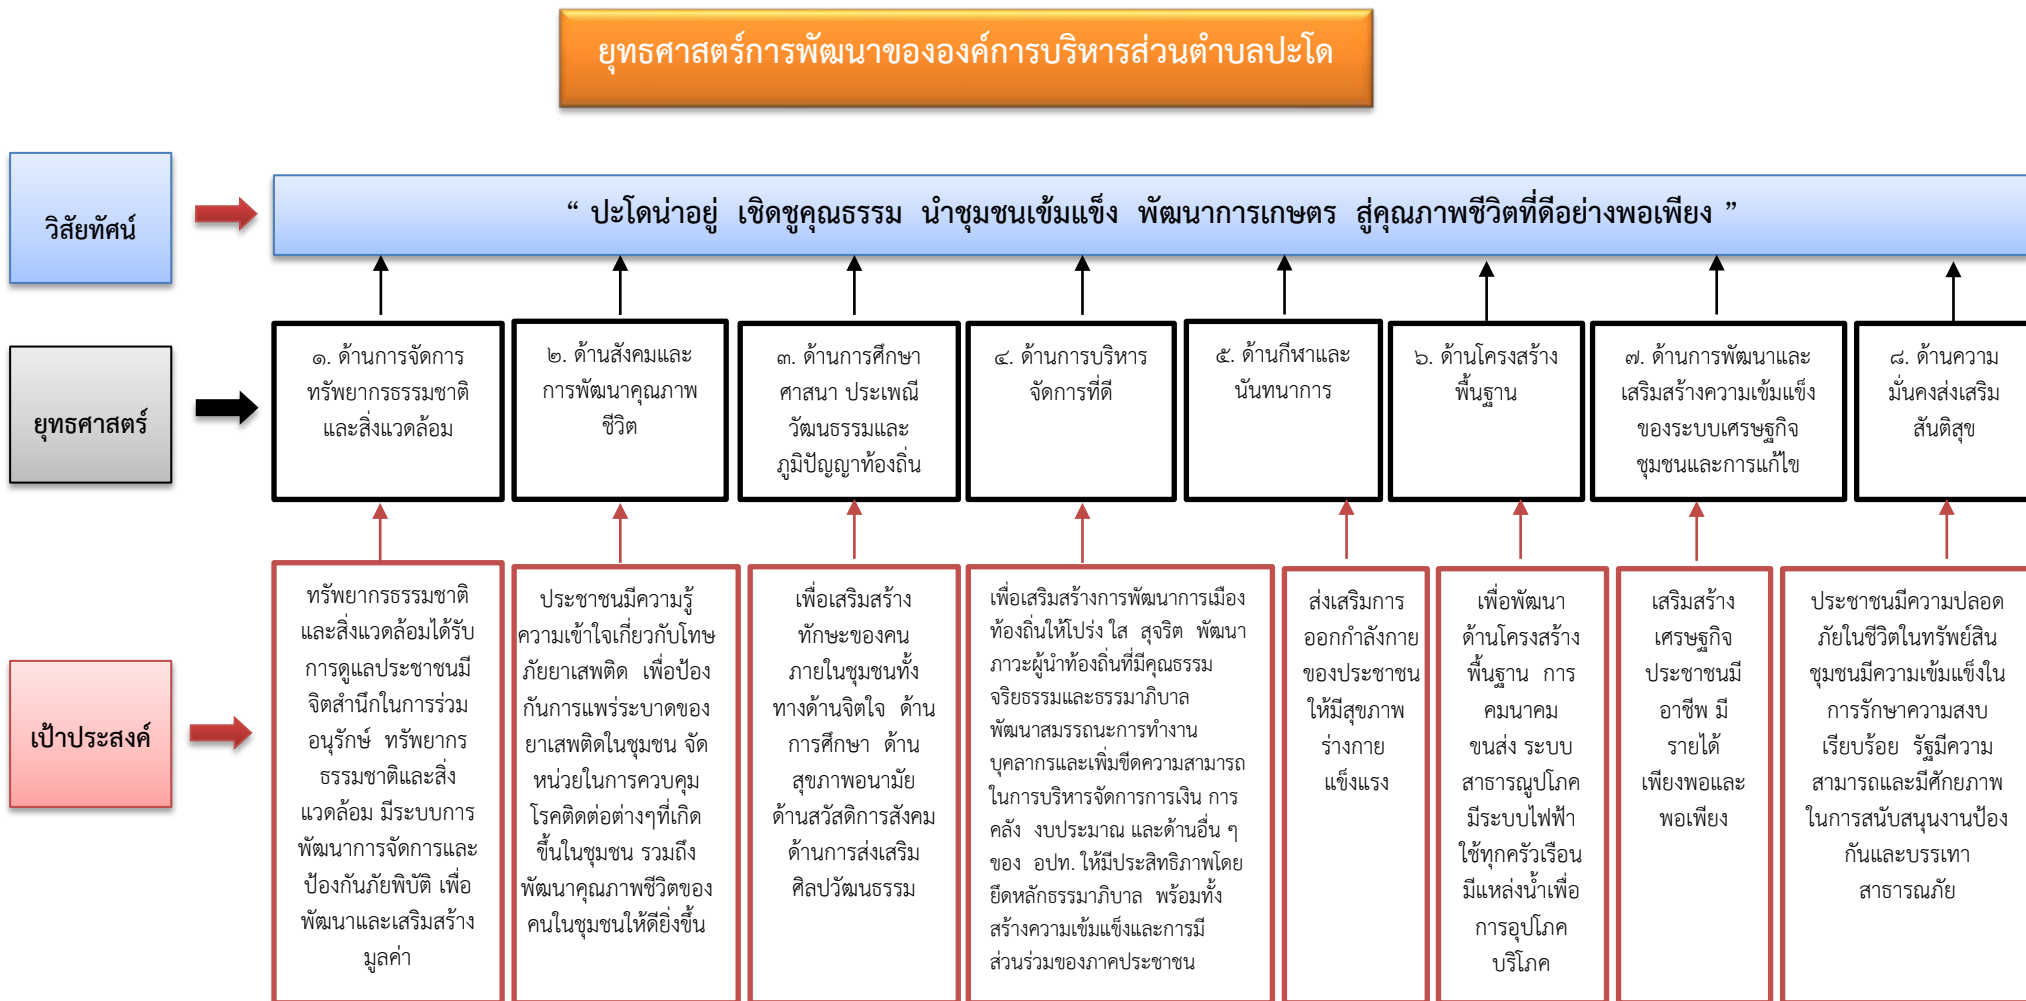 ยุทธศาสตร์การพัฒนาขององค์การบริหารส่วนตำบลปะโด
วิสัยทัศน์
“ ปะโดน่าอยู่ เชิดชูคุณธรรม นำชุมชนเข้มแข็ง พัฒนาการเกษตร สู่คุณภาพชีวิตที่ดีอย่างพอเพียง ”
ยุทธศาสตร์
๑. ด้านการจัดการ
ทรัพยากรธรรมชาติ
และสิ่งแวดล้อม
๒. ด้านสังคมและ
การพัฒนาคุณภาพ
ชีวิต
๓. ด้านการศึกษา
ศาสนา ประเพณี
วัฒนธรรมและ
ภูมิปัญญาท้องถิ่น
๔. ด้านการบริหาร
จัดการที่ดี
๕. ด้านกีฬาและ
นันทนาการ
๖. ด้านโครงสร้าง
พื้นฐาน
๗. ด้านการพัฒนาและ
เสริมสร้างความเข้มแข็ง
ของระบบเศรษฐกิจ
ชุมชนและการแก้ไข
๘. ด้านความ
มั่นคงส่งเสริม
สันติสุข
เป้าประสงค์
ทรัพยากรธรรมชาติ
และสิ่งแวดล้อมได้รับ
การดูแลประชาชนมี
จิตสำนึกในการร่วม
อนุรักษ์ ทรัพยากร
ธรรมชาติและสิ่ง
แวดล้อม มีระบบการ
พัฒนาการจัดการและ
ป้องกันภัยพิบัติ เพื่อ
พัฒนาและเสริมสร้าง
มูลค่า
ประชาชนมีความรู้
ความเข้าใจเกี่ยวกับโทษ
ภัยยาเสพติด เพื่อป้อง
กันการแพร่ระบาดของ
ยาเสพติดในชุมชน จัด
หน่วยในการควบคุม
โรคติดต่อต่างๆที่เกิด
ขึ้นในชุมชน รวมถึง
พัฒนาคุณภาพชีวิตของ
คนในชุมชนให้ดียิ่งขึ้น
เพื่อเสริมสร้าง
ทักษะของคน
ภายในชุมชนทั้ง
ทางด้านจิตใจ ด้าน
การศึกษา ด้าน
สุขภาพอนามัย
ด้านสวัสดิการสังคม
ด้านการส่งเสริม
ศิลปวัฒนธรรม
เพื่อเสริมสร้างการพัฒนาการเมือง
ท้องถิ่นให้โปร่ง ใส สุจริต พัฒนา
ภาวะผู้นำท้องถิ่นที่มีคุณธรรม
จริยธรรมและธรรมาภิบาล
พัฒนาสมรรถนะการทำงาน
บุคลากรและเพิ่มขีดความสามารถ
ในการบริหารจัดการการเงิน การ
คลัง งบประมาณ และด้านอื่น ๆ
ของ อปท. ให้มีประสิทธิภาพโดย
ยึดหลักธรรมาภิบาล พร้อมทั้ง
สร้างความเข้มแข็งและการมี
ส่วนร่วมของภาคประชาชน
ส่งเสริมการ
ออกกำลังกาย
ของประชาชน
ให้มีสุขภาพ
ร่างกาย
แข็งแรง
เพื่อพัฒนา
ด้านโครงสร้าง
พื้นฐาน การ
คมนาคม
ขนส่ง ระบบ
สาธารณูปโภค
มีระบบไฟฟ้า
ใช้ทุกครัวเรือน
มีแหล่งน้ำเพื่อ
การอุปโภค
บริโภค
เสริมสร้าง
เศรษฐกิจ
ประชาชนมี
อาชีพ มี
รายได้
เพียงพอและ
พอเพียง
ประชาชนมีความปลอด
ภัยในชีวิตในทรัพย์สิน
ชุมชนมีความเข้มแข็งใน
การรักษาความสงบ
เรียบร้อย รัฐมีความ
สามารถและมีศักยภาพ
ในการสนับสนุนงานป้อง
กันและบรรเทา
สาธารณภัย